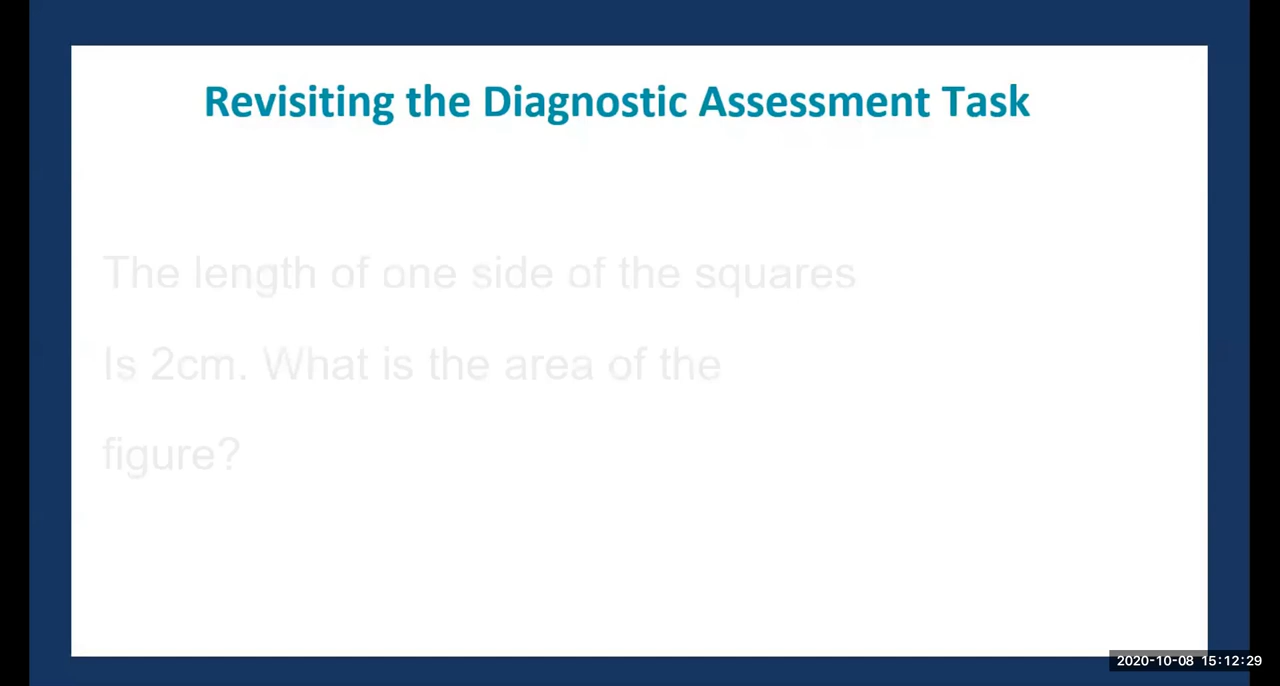 Revisiting the Diagnostic Assessment Task
The length of one side of the squares
Is 2cm. What is the area of the
figure?
2020-10-08 15:12:29